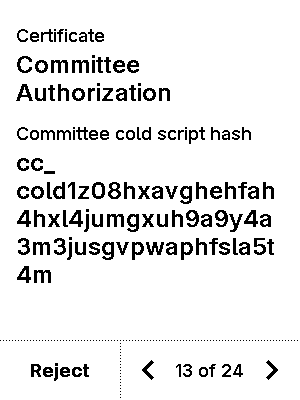 Certificate
Committee
Authorization
Committee cold script hash
cc_
cold1z08hxavghehfah
4hxl4jumgxuh9a9y4a
3m3jusgvpwaphfsla5t
4m
Reject
13 of 24